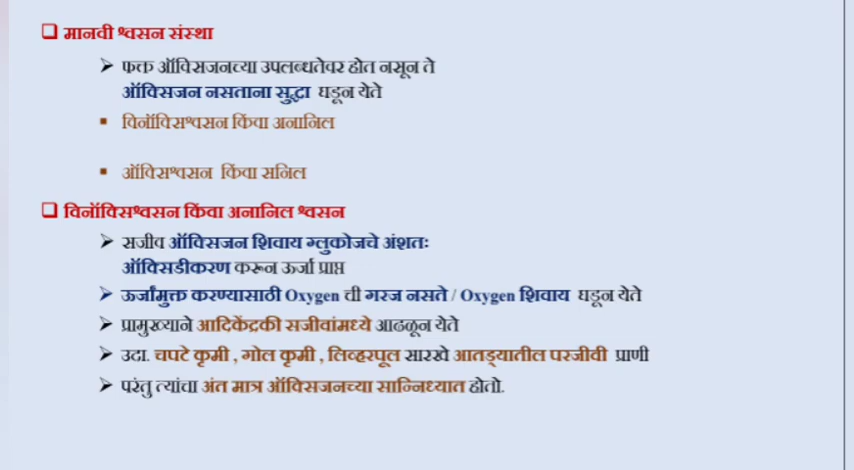 मानवी श्वसन संस्था
फक्त ऑक्सिजनच्या उपलब्धतेवर होत नसून ते
ऑक्सिजन नसताना सुद्धा घडून येते
विनॉक्सिश्वसन किंवा अनानिल
ऑक्सिश्वसन किंवा सनिल
विनॉक्सिश्वसन किंवा अनानिल श्वसन
सजीव ऑक्सिजन शिवाय ग्लुकोजचे अंशतः
ऑक्सिडीकरण करून ऊर्जा प्राप्त
ऊर्जांमुक्त करण्यासाठी Oxygen ची गरज नसते / Oxygen शिवाय घडून येते
प्रामुख्याने आदिकेंद्रकी सजीवांमध्ये आढळून येते
उदा. चपटे कृमी , गोल कृमी , लिव्हरपूल सारखे आतड्यातील परजीवी प्राणी
परंतु त्यांचा अंत मात्र ऑक्सिजनच्या सान्निध्यात होतो.